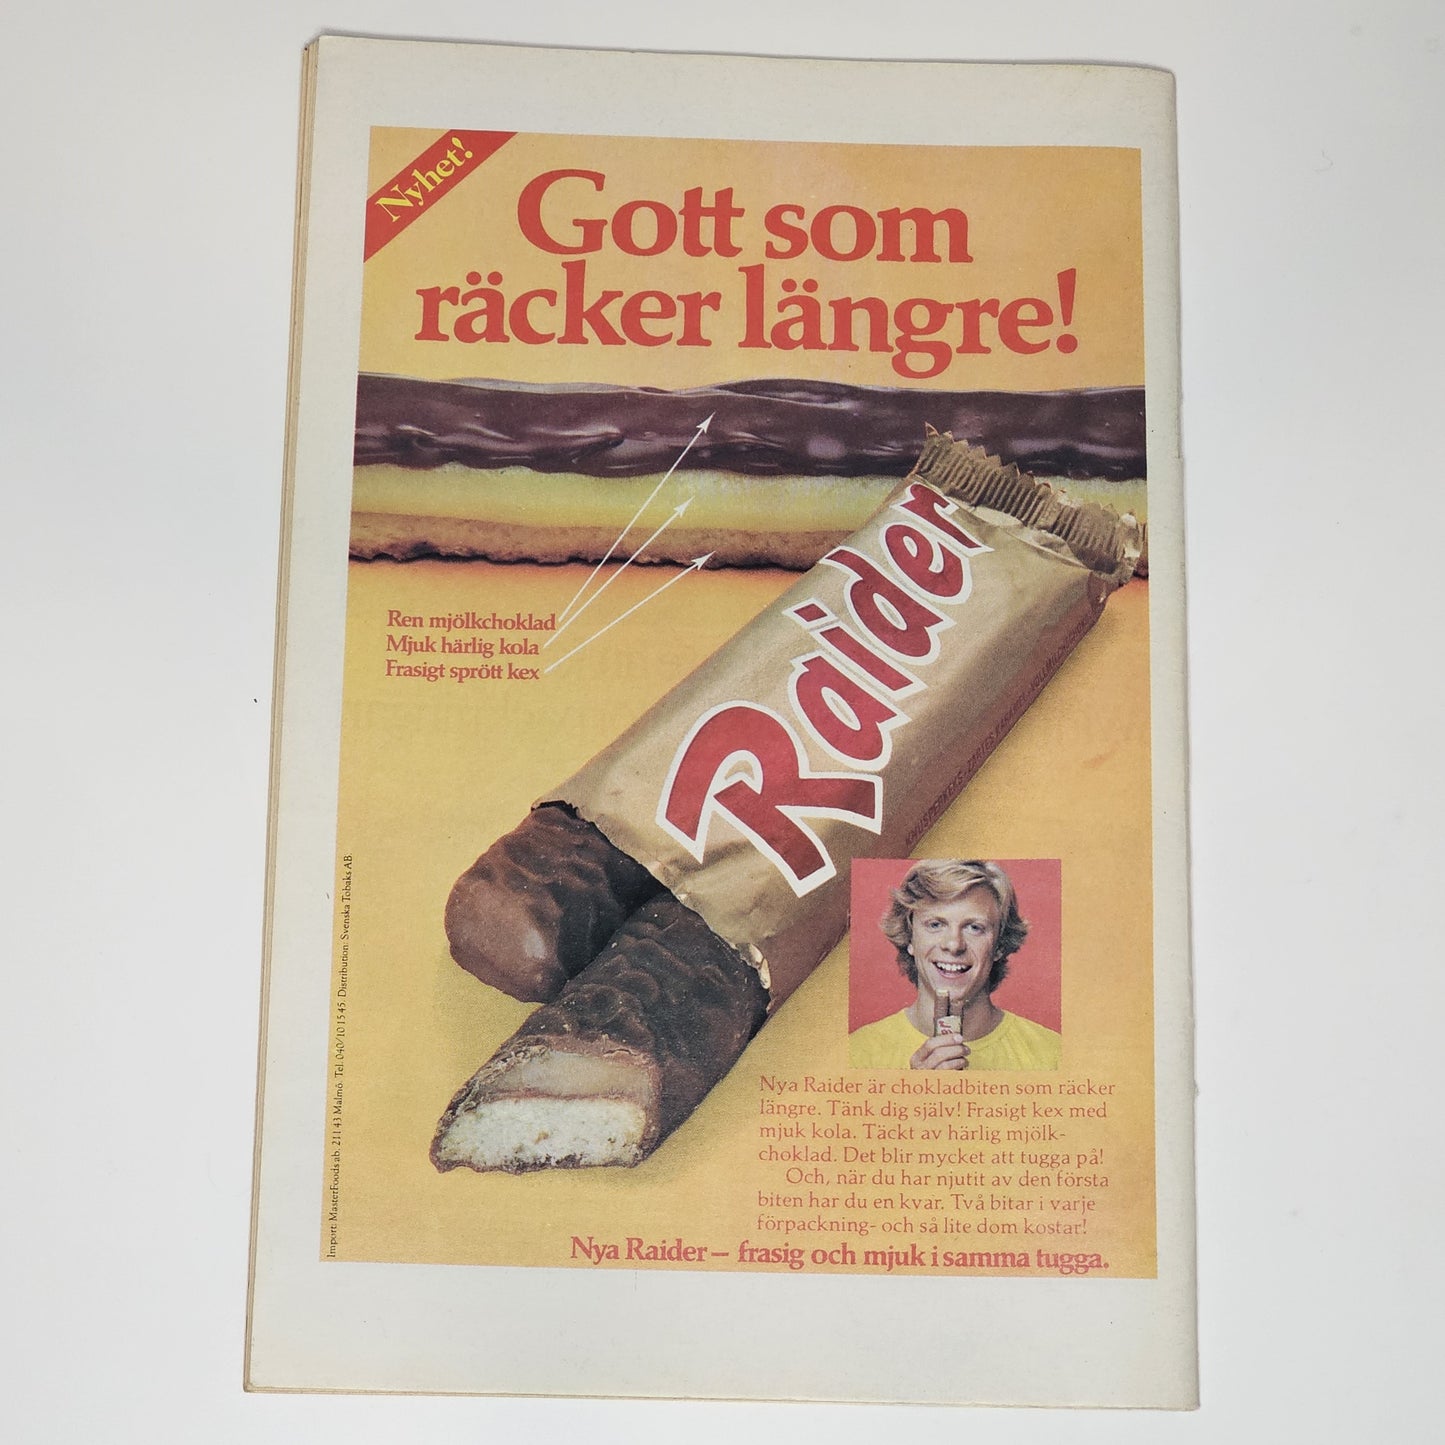 Nyhet!
Gott som
räcker längre!
Ren mjölkchoklad
Mjuk härlig kola
Frasigt sprött kex
Raider
KNUSPERKEKS · ZARTES KARAMEL
Import: MasterFoods ab. 211 43 Malmö. Tel. 040/10 15 45. Distribution: Svenska Tobaks AB.
Nya Raider är chokladbiten som räcker
längre. Tänk dig själv! Frasigt kex med
mjuk kola. Täckt av härlig mjölk-
choklad. Det blir mycket att tugga på!
Och, när du har njutit av den första
biten har du en kvar. Två bitar i varje
förpackning- och så lite dom kostar!
Nya Raider – frasig och mjuk i samma tugga.